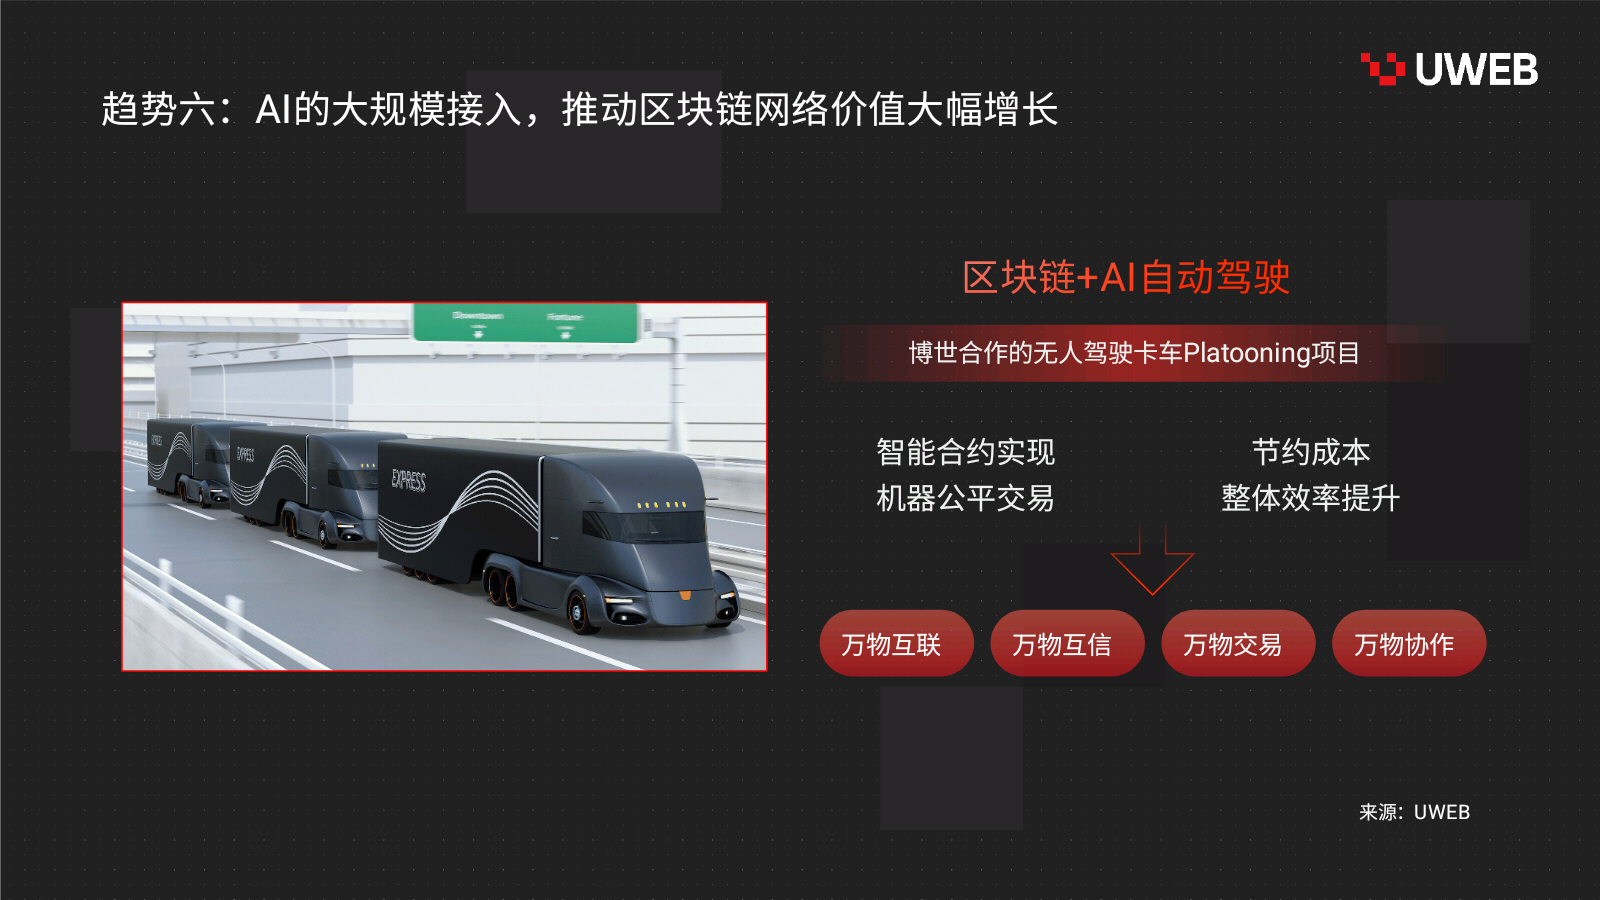 UWEB
趋势六：AI的大规模接入，推动区块链网络价值大幅增长
Downtown
EXPRESS
EXPRESS
EXPRESS
区块链+AI自动驾驶
博世合作的无人驾驶卡车Platooning项目
智能合约实现
机器公平交易
节约成本
整体效率提升
万物互联
万物互信
万物交易
万物协作
来源：UWEB